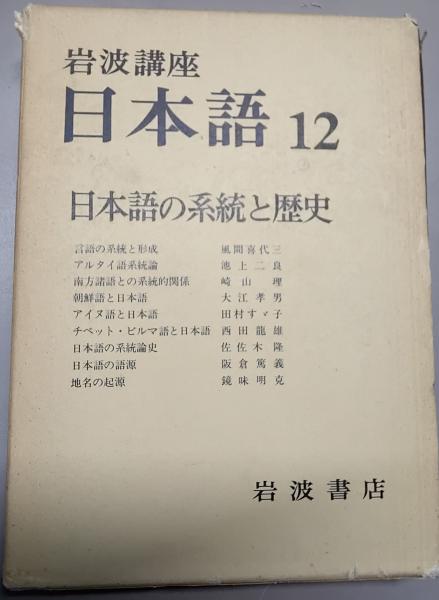 岩波講座
日本語 12
日本語の系統と歴史
言語の系統と形成 風間喜代三
アルタイ語系統論 池上二良
南方諸語との系統的関係 崎山理
朝鮮語と日本語 大江孝男
アイヌ語と日本語 田村すゞ子
チベット・ビルマ語と日本語 西田龍雄
日本語の系統論史 佐佐木隆
日本語の語源 阪倉篤義
地名の起源 鏡味明克
岩波書店